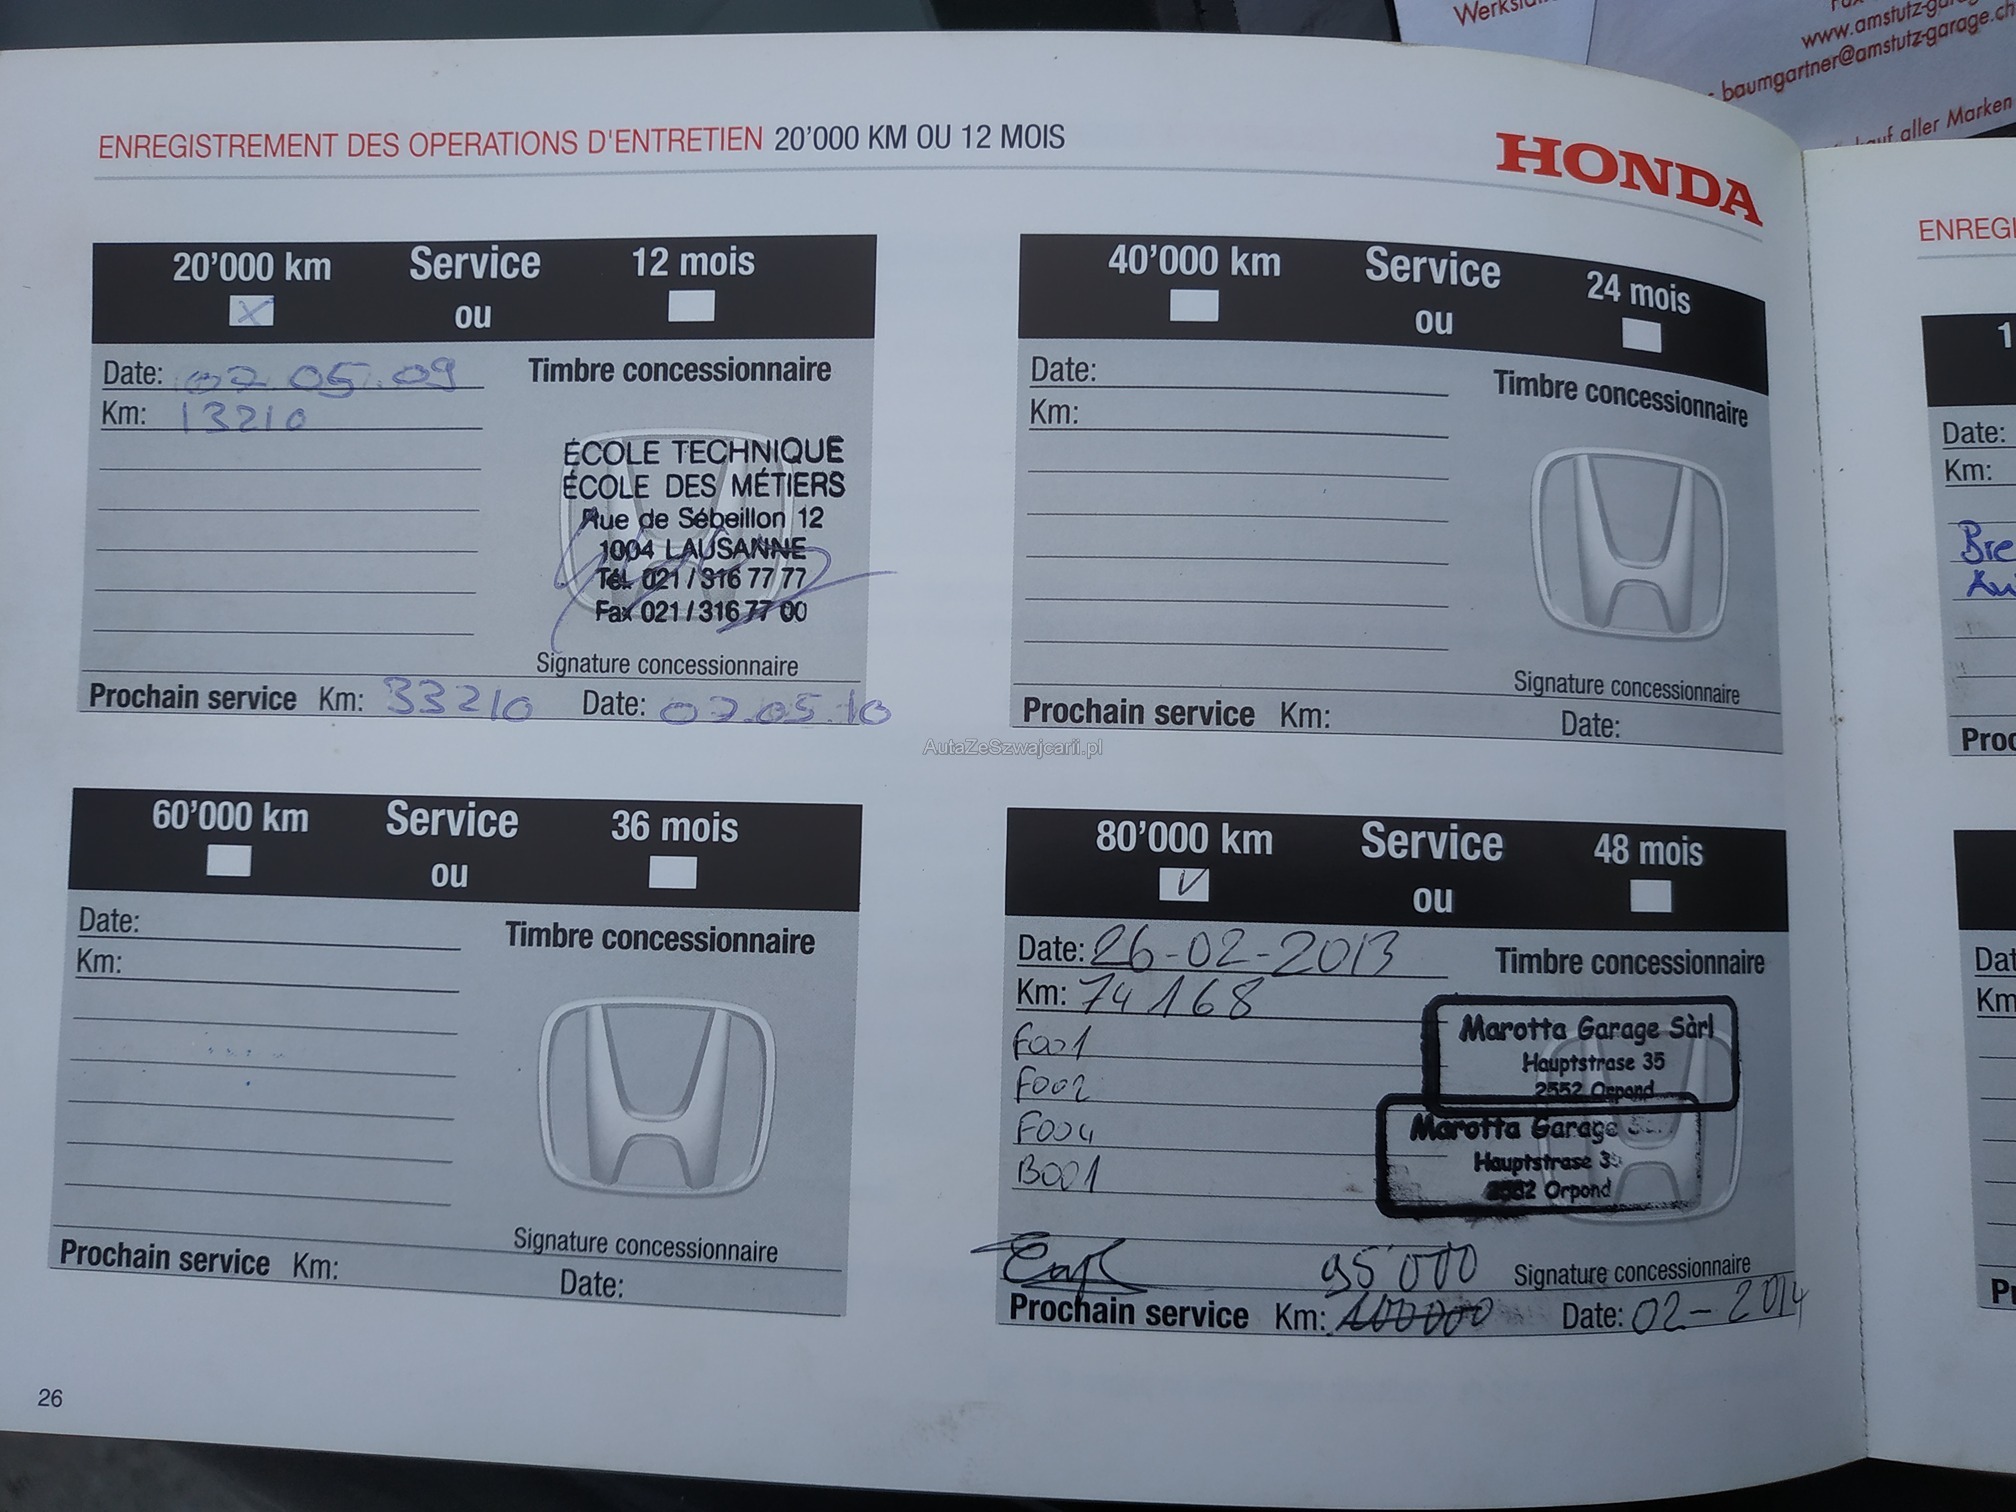 www.amstutz-garage.ch
baumgartner@amstutz-garage.ch
aller Marken
ENREGISTREMENT DES OPERATIONS D'ENTRETIEN 20'000 KM OU 12 MOIS
HONDA
20'000 km Service 12 mois
X ou
Date: 07 05.09 Timbre concessionnaire
Km: 13210
ÉCOLE TECHNIQUE
ÉCOLE DES MÉTIERS
Rue de Sébeillon 12
1004 LAUSANNE
Tél. 021 / 316 77 77
Fax 021 / 316 77 00
Signature concessionnaire
Prochain service Km: 33210 Date: 07.05.10
40'000 km Service 24 mois
ou
Date: Timbre concessionnaire
Km:
Signature concessionnaire
Prochain service Km: Date:
AutaZeSzwajcarii.pl
60'000 km Service 36 mois
ou
Date: Timbre concessionnaire
Km:
Signature concessionnaire
Prochain service Km: Date:
80'000 km Service 48 mois
V ou
Date: 26-02-2013 Timbre concessionnaire
Km: 74168
F001
F002
F004
B001
Marotta Garage Sàrl
Hauptstrase 35
2552 Orpond
Marotta Garage
Hauptstrase
Orpond
95'000 Signature concessionnaire
Prochain service Km: 100000 Date: 02-2014
26
Date:
Km:
Km